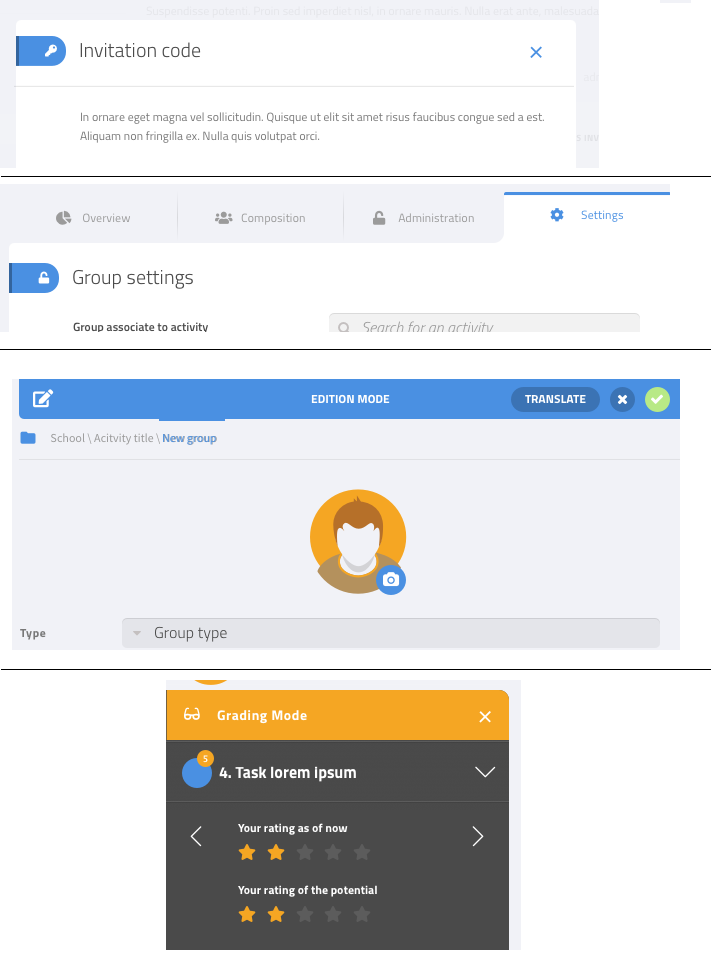 Suspendisse potenti. Proin sed imperdiet nisl, in ornare mauris. Nulla erat ante, malesuada
Invitation code
In ornare eget magna vel sollicitudin. Quisque ut elit sit amet risus faucibus congue sed a est.
Aliquam non fringilla ex. Nulla quis volutpat orci.
S INV
Overview
Composition
Administration
Settings
Group settings
Group associate to activity
Search for an activity
EDITION MODE
TRANSLATE
School \ Acitvity title \ New group
Type
Group type
Grading Mode
5
4. Task lorem ipsum
Your rating as of now
Your rating of the potential